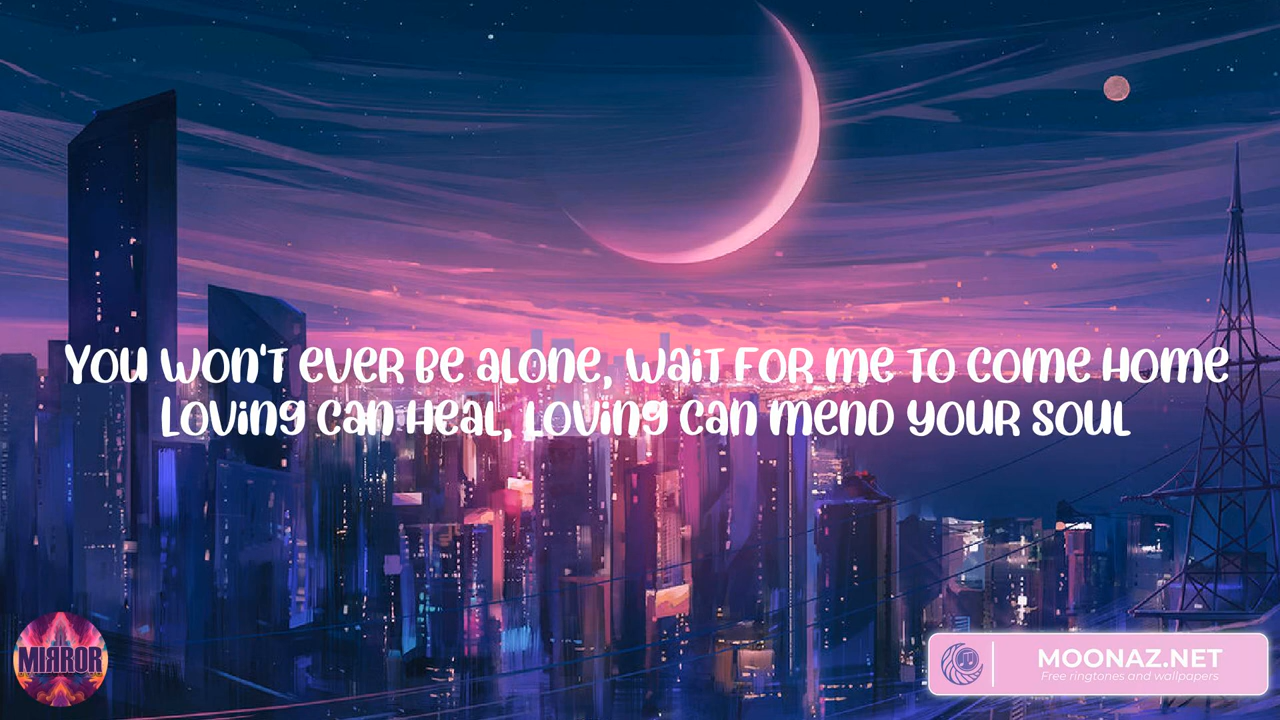 You won't ever be alone, wait for me to come home
Loving can heal, loving can mend your soul
MIRROR
MOONAZ.NET
Free ringtones and wallpapers